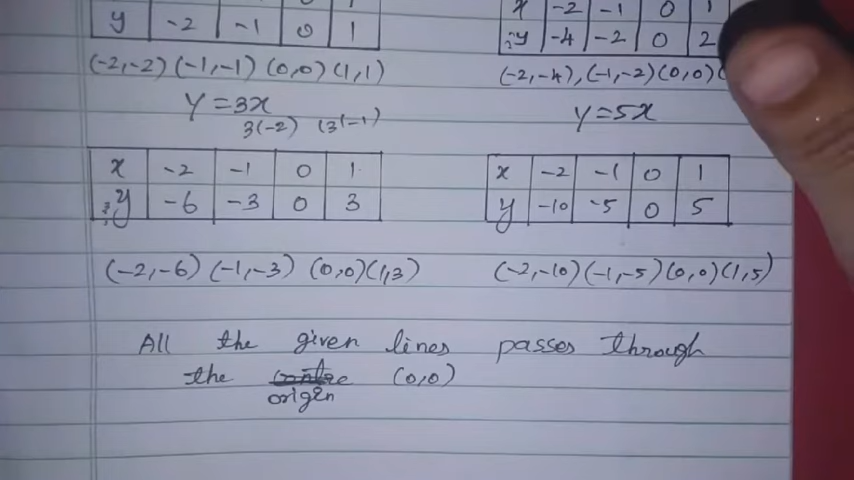 y -2 -1 0 1
(-2,-2) (-1,-1) (0,0) (1,1)
x -2 -1 0 1
y -4 -2 0 2
(-2,-4), (-1,-2) (0,0) (
Y = 3x
3(-2) (3(-1)
x -2 -1 0 1
y -6 -3 0 3
(-2,-6) (-1,-3) (0,0) (1,3)
y = 5x
x -2 -1 0 1
y -10 -5 0 5
(-2,-10) (-1,-5) (0,0) (1,5)
All the given lines passes through
the (0,0)
origin